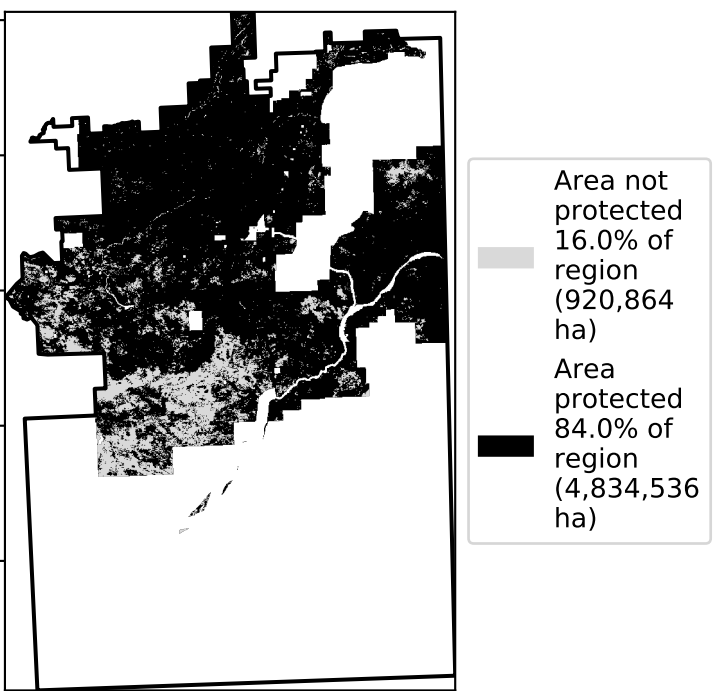 Area not
protected
16.0% of
region
(920,864
ha)
Area
protected
84.0% of
region
(4,834,536
ha)